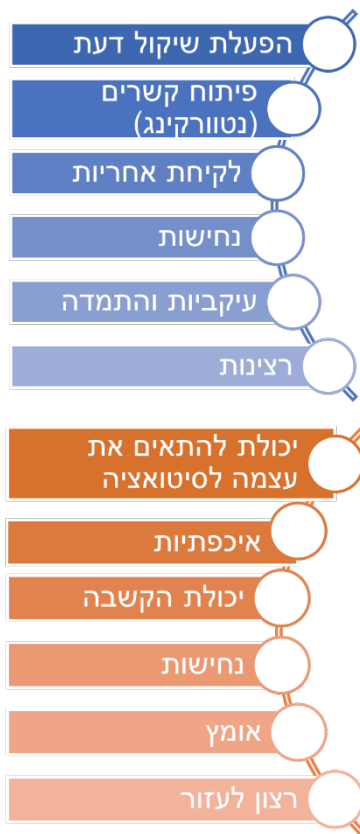 הפעלת שיקול דעת
פיתוח קשרים
(נטוורקינג)
לקיחת אחריות
נחישות
עיקביות והתמדה
רצינות
יכולת להתאים את
עצמה לסיטואציה
איכפתיות
יכולת הקשבה
נחישות
אומץ
רצון לעזור